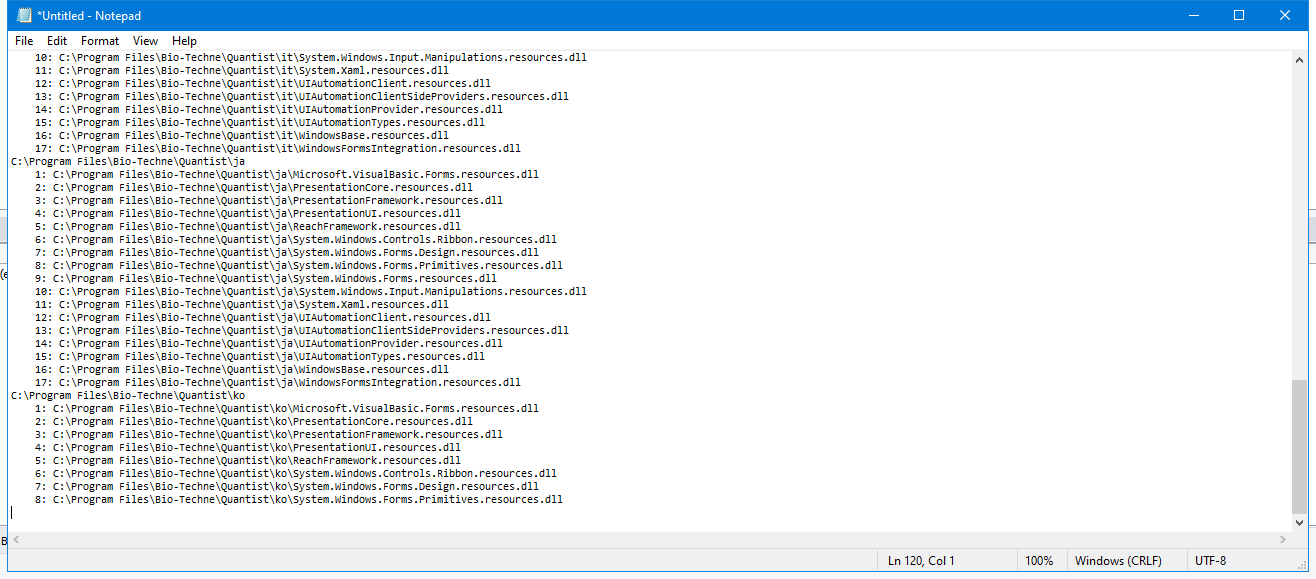 *Untitled - Notepad
File Edit Format View Help
10: C:\Program Files\Bio-Techne\Quantist\it\System.Windows.Input.Manipulations.resources.dll
11: C:\Program Files\Bio-Techne\Quantist\it\System.Xaml.resources.dll
12: C:\Program Files\Bio-Techne\Quantist\it\UIAutomationClient.resources.dll
13: C:\Program Files\Bio-Techne\Quantist\it\UIAutomationClientSideProviders.resources.dll
14: C:\Program Files\Bio-Techne\Quantist\it\UIAutomationProvider.resources.dll
15: C:\Program Files\Bio-Techne\Quantist\it\UIAutomationTypes.resources.dll
16: C:\Program Files\Bio-Techne\Quantist\it\WindowsBase.resources.dll
17: C:\Program Files\Bio-Techne\Quantist\it\WindowsFormsIntegration.resources.dll
C:\Program Files\Bio-Techne\Quantist\ja
1: C:\Program Files\Bio-Techne\Quantist\ja\Microsoft.VisualBasic.Forms.resources.dll
2: C:\Program Files\Bio-Techne\Quantist\ja\PresentationCore.resources.dll
3: C:\Program Files\Bio-Techne\Quantist\ja\PresentationFramework.resources.dll
4: C:\Program Files\Bio-Techne\Quantist\ja\PresentationUI.resources.dll
5: C:\Program Files\Bio-Techne\Quantist\ja\ReachFramework.resources.dll
6: C:\Program Files\Bio-Techne\Quantist\ja\System.Windows.Controls.Ribbon.resources.dll
7: C:\Program Files\Bio-Techne\Quantist\ja\System.Windows.Forms.Design.resources.dll
8: C:\Program Files\Bio-Techne\Quantist\ja\System.Windows.Forms.Primitives.resources.dll
9: C:\Program Files\Bio-Techne\Quantist\ja\System.Windows.Forms.resources.dll
10: C:\Program Files\Bio-Techne\Quantist\ja\System.Windows.Input.Manipulations.resources.dll
11: C:\Program Files\Bio-Techne\Quantist\ja\System.Xaml.resources.dll
12: C:\Program Files\Bio-Techne\Quantist\ja\UIAutomationClient.resources.dll
13: C:\Program Files\Bio-Techne\Quantist\ja\UIAutomationClientSideProviders.resources.dll
14: C:\Program Files\Bio-Techne\Quantist\ja\UIAutomationProvider.resources.dll
15: C:\Program Files\Bio-Techne\Quantist\ja\UIAutomationTypes.resources.dll
16: C:\Program Files\Bio-Techne\Quantist\ja\WindowsBase.resources.dll
17: C:\Program Files\Bio-Techne\Quantist\ja\WindowsFormsIntegration.resources.dll
C:\Program Files\Bio-Techne\Quantist\ko
1: C:\Program Files\Bio-Techne\Quantist\ko\Microsoft.VisualBasic.Forms.resources.dll
2: C:\Program Files\Bio-Techne\Quantist\ko\PresentationCore.resources.dll
3: C:\Program Files\Bio-Techne\Quantist\ko\PresentationFramework.resources.dll
4: C:\Program Files\Bio-Techne\Quantist\ko\PresentationUI.resources.dll
5: C:\Program Files\Bio-Techne\Quantist\ko\ReachFramework.resources.dll
6: C:\Program Files\Bio-Techne\Quantist\ko\System.Windows.Controls.Ribbon.resources.dll
7: C:\Program Files\Bio-Techne\Quantist\ko\System.Windows.Forms.Design.resources.dll
8: C:\Program Files\Bio-Techne\Quantist\ko\System.Windows.Forms.Primitives.resources.dll
Ln 120, Col 1 100% Windows (CRLF) UTF-8